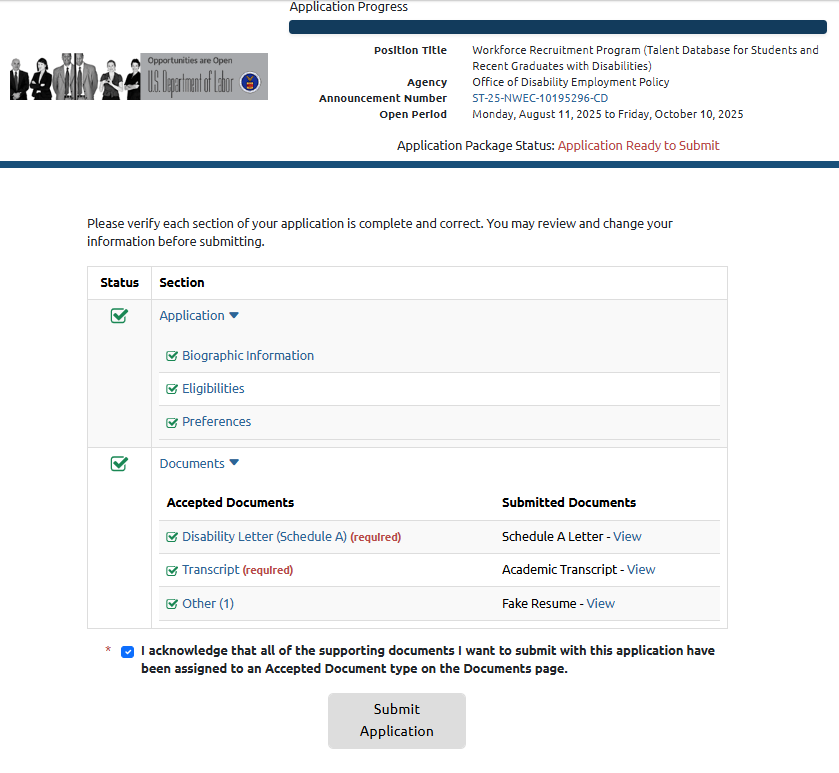 Application Progress
Opportunities are Open
U.S. Department of Labor
Position Title Workforce Recruitment Program (Talent Database for Students and
Recent Graduates with Disabilities)
Agency Office of Disability Employment Policy
Announcement Number ST-25-NWEC-10195296-CD
Open Period Monday, August 11, 2025 to Friday, October 10, 2025
Application Package Status: Application Ready to Submit
Please verify each section of your application is complete and correct. You may review and change your
information before submitting.
Status Section
Application
Biographic Information
Eligibilities
Preferences
Documents
Accepted Documents Submitted Documents
Disability Letter (Schedule A) (required) Schedule A Letter - View
Transcript (required) Academic Transcript - View
Other (1) Fake Resume - View
* I acknowledge that all of the supporting documents I want to submit with this application have
been assigned to an Accepted Document type on the Documents page.
Submit
Application